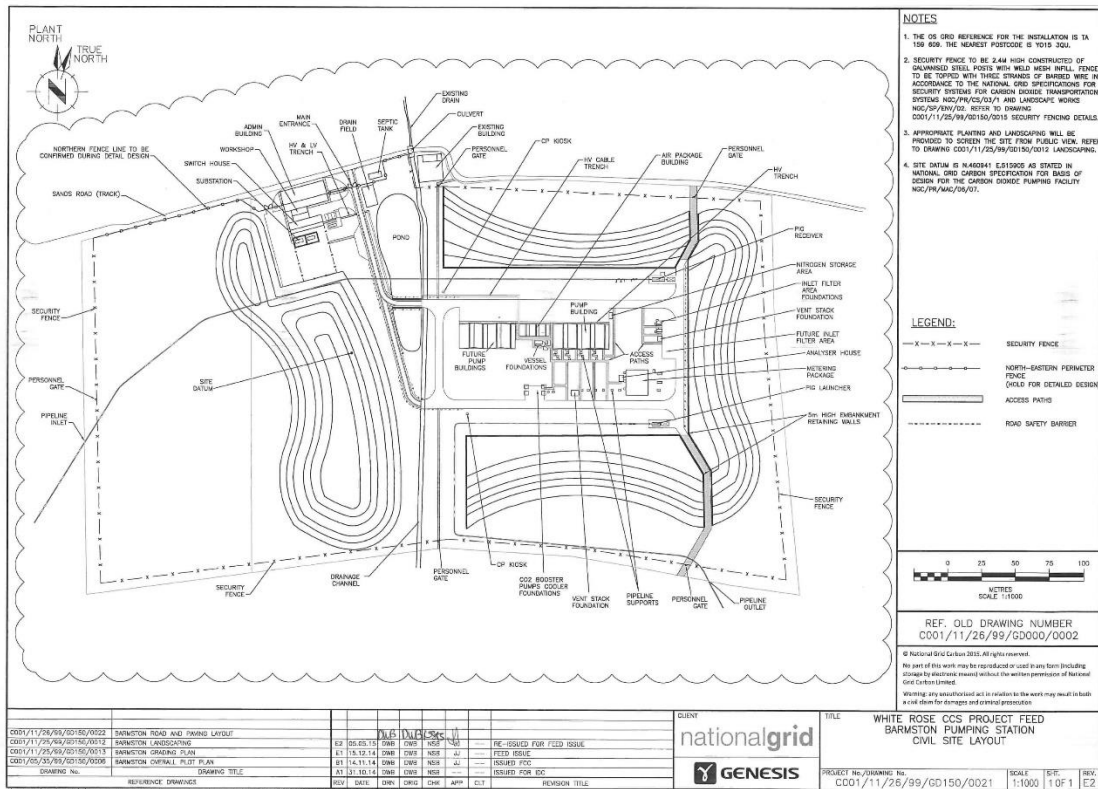 PLANT
NORTH
TRUE
NORTH
N
EXISTING
DRAIN
CULVERT
EXISTING
BUILDING
PERSONNEL
GATE
CP KIOSK
HV CABLE
TRENCH
AIR PACKAGE
BUILDING
PERSONNEL
GATE
HV
TRENCH
SEPTIC
TANK
DRAIN
FIELD
MAIN
ENTRANCE
ADMIN
BUILDING
HV & LV
TRENCH
WORKSHOP
SWITCH HOUSE
SUBSTATION
NORTHERN FENCE LINE TO BE
CONFIRMED DURING DETAIL DESIGN
SANDS ROAD (TRACK)
POND
PIG
RECEIVER
NITROGEN STORAGE
AREA
INLET FILTER
AREA
FOUNDATIONS
VENT STACK
FOUNDATION
FUTURE INLET
FILTER AREA
ANALYSER HOUSE
METERING
PACKAGE
PIG LAUNCHER
5m HIGH EMBANKMENT
RETAINING WALLS
SECURITY
FENCE
PUMP
BUILDING
FUTURE
PUMP
BUILDINGS
VESSEL
FOUNDATIONS
ACCESS
PATHS
SECURITY
FENCE
PERSONNEL
GATE
PIPELINE
INLET
SITE
DATUM
SECURITY
FENCE
DRAINAGE
CHANNEL
PERSONNEL
GATE
CP KIOSK
CO2 BOOSTER
PUMPS COOLER
FOUNDATIONS
VENT STACK
FOUNDATION
PIPELINE
SUPPORTS
PERSONNEL
GATE
PIPELINE
OUTLET
NOTES
1. THE OS GRID REFERENCE FOR THE INSTALLATION IS TA
159 609. THE NEAREST POSTCODE IS YO15 3QU.
2. SECURITY FENCE TO BE 2.4M HIGH CONSTRUCTED OF
GALVANISED STEEL POSTS WITH WELD MESH INFILL. FENCE
TO BE TOPPED WITH THREE STRANDS OF BARBED WIRE IN
ACCORDANCE TO THE NATIONAL GRID SPECIFICATIONS FOR
SECURITY SYSTEMS FOR CARBON DIOXIDE TRANSPORTATION
SYSTEMS NGC/PR/CS/03/1 AND LANDSCAPE WORKS
NGC/SP/ENV/02. REFER TO DRAWING
C001/11/25/99/GD150/0015 SECURITY FENCING DETAILS.
3. APPROPRIATE PLANTING AND LANDSCAPING WILL BE
PROVIDED TO SCREEN THE SITE FROM PUBLIC VIEW. REFER
TO DRAWING C001/11/25/99/GD150/0012 LANDSCAPING.
4. SITE DATUM IS N.460941 E.515905 AS STATED IN
NATIONAL GRID CARBON SPECIFICATION FOR BASIS OF
DESIGN FOR THE CARBON DIOXIDE PUMPING FACILITY
NGC/PR/MAC/06/07.
LEGEND:
SECURITY FENCE
NORTH-EASTERN PERIMETER
FENCE
(HOLD FOR DETAILED DESIGN)
ACCESS PATHS
ROAD SAFETY BARRIER
0 25 50 75 100
METRES
SCALE 1:1000
REF. OLD DRAWING NUMBER
C001/11/26/99/GD000/0002
© National Grid Carbon 2015. All rights reserved.
No part of this work may be reproduced or used in any form (including
storage by electronic means) without the written permission of National
Grid Carbon Limited.
Warning: any unauthorised act in relation to the work may result in both
a civil claim for damages and criminal prosecution
C001/11/26/99/GD150/0022 BARMSTON ROAD AND PAVING LAYOUT
C001/11/25/99/GD150/0012 BARMSTON LANDSCAPING
C001/11/25/99/GD150/0013 BARMSTON GRADING PLAN
C001/05/35/99/GD150/0006 BARMSTON OVERALL PLOT PLAN
DRAWING No. DRAWING TITLE
REFERENCE DRAWINGS
E2 05.05.15 DWB DWB NSB JJ --- RE-ISSUED FOR FEED ISSUE
E1 15.12.14 DWB DWB NSB JJ --- FEED ISSUE
B1 14.11.14 DWB DWB NSB JJ --- ISSUED FCC
A1 31.10.14 DWB DWB NSB --- --- ISSUED FOR IDC
REV DATE DRN ORIG CHK APP CLT REVISION TITLE
CLIENT
nationalgrid
GENESIS
TITLE
WHITE ROSE CCS PROJECT FEED
BARMSTON PUMPING STATION
CIVIL SITE LAYOUT
PROJECT No./DRAWING No. SCALE SHT. REV.
C001/11/26/99/GD150/0021 1:1000 1 OF 1 E2